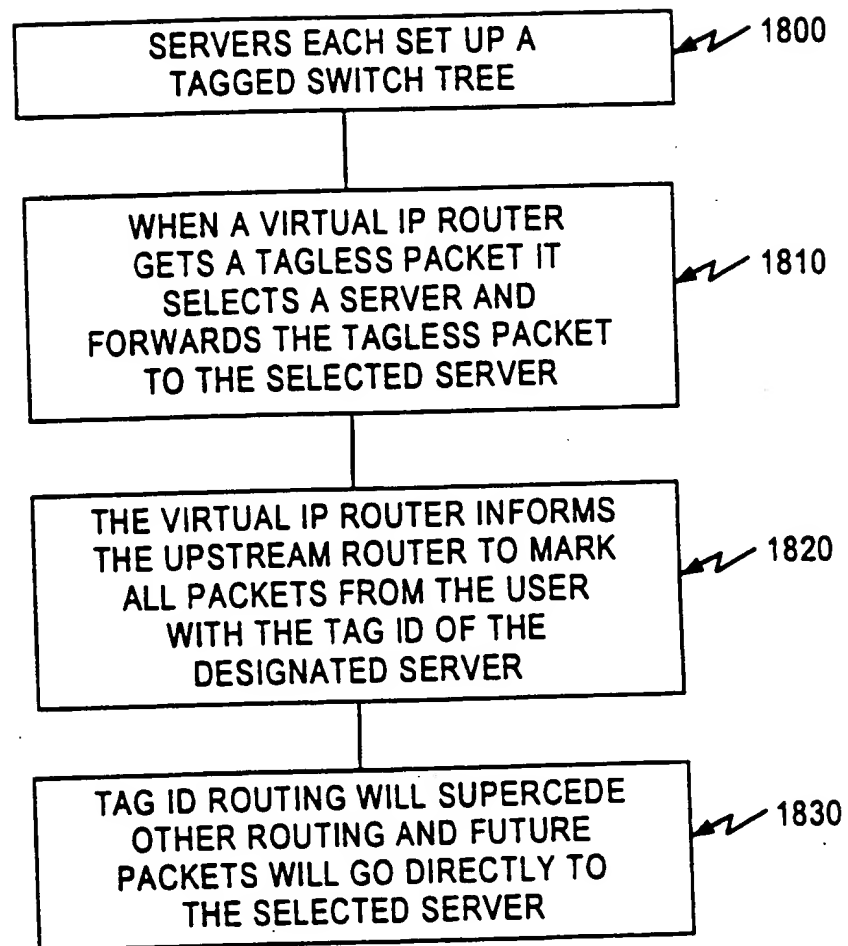 SERVERS EACH SET UP A
TAGGED SWITCH TREE
1800
WHEN A VIRTUAL IP ROUTER
GETS A TAGLESS PACKET IT
SELECTS A SERVER AND
FORWARDS THE TAGLESS PACKET
TO THE SELECTED SERVER
1810
THE VIRTUAL IP ROUTER INFORMS
THE UPSTREAM ROUTER TO MARK
ALL PACKETS FROM THE USER
WITH THE TAG ID OF THE
DESIGNATED SERVER
1820
TAG ID ROUTING WILL SUPERCEDE
OTHER ROUTING AND FUTURE
PACKETS WILL GO DIRECTLY TO
THE SELECTED SERVER
1830